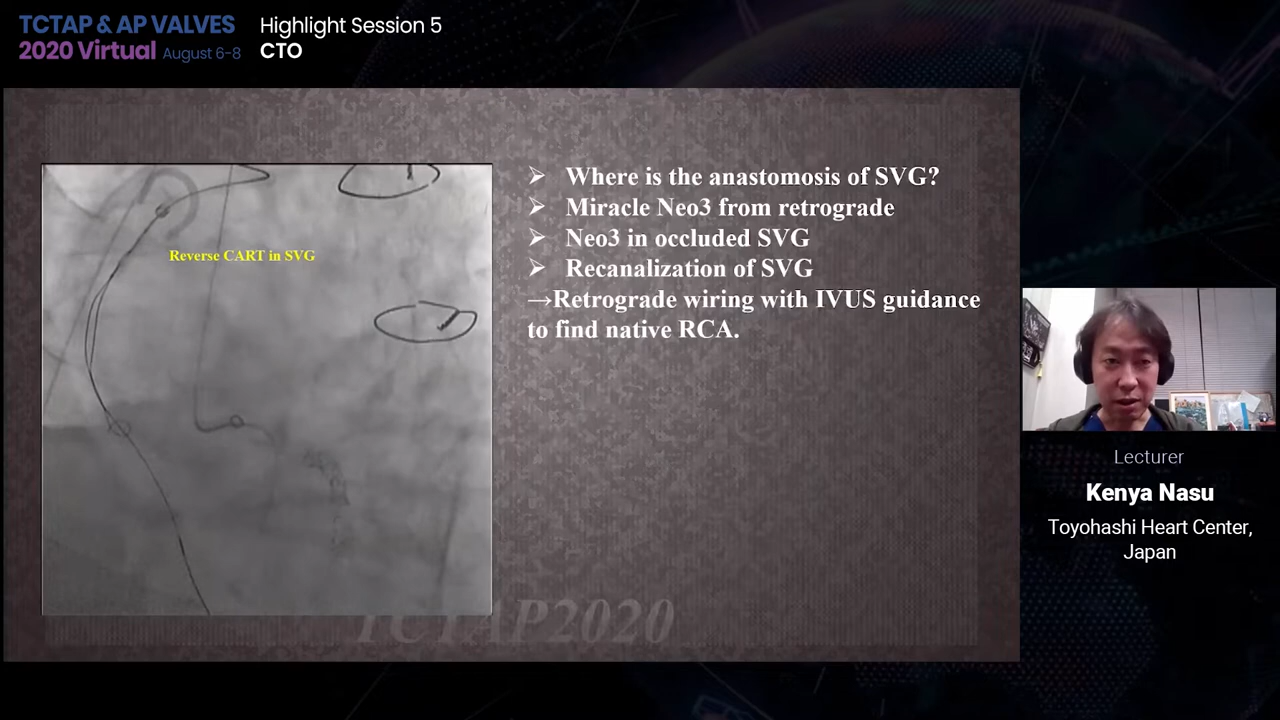 TCTAP & AP VALVES
2020 Virtual August 6-8
Highlight Session 5
CTO
Reverse CART in SVG
➢ Where is the anastomosis of SVG?
➢ Miracle Neo3 from retrograde
➢ Neo3 in occluded SVG
➢ Recanalization of SVG
→Retrograde wiring with IVUS guidance
to find native RCA.
TCTAP2020
Lecturer
Kenya Nasu
Toyohashi Heart Center,
Japan